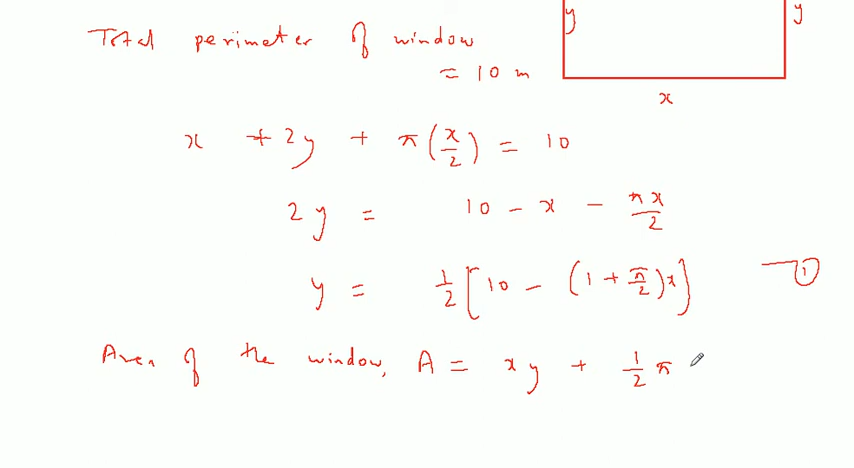 y y
Total perimeter of window
= 10 m
x
x + 2y + π(x/2) = 10
2y = 10 - x - πx/2
y = 1/2[10 - (1 + π/2)x] —①
Area of the window, A = xy + 1/2 π